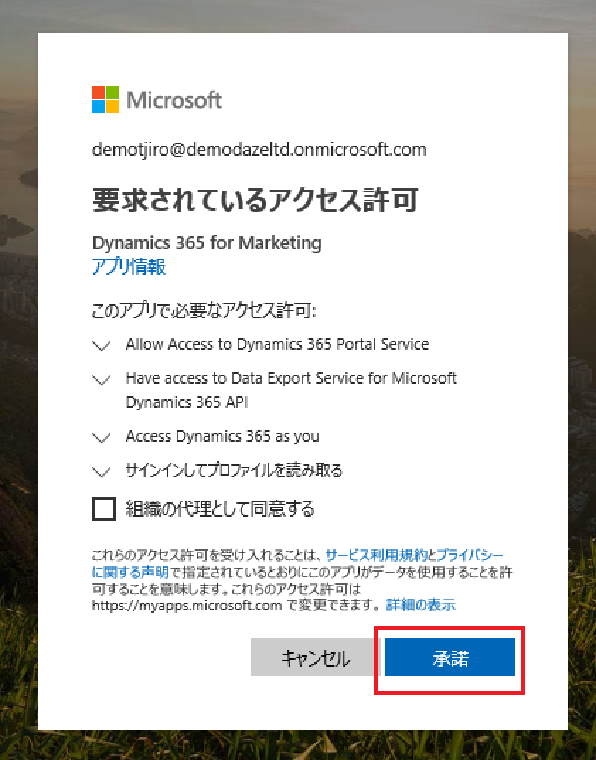 Microsoft
demotjiro@demodazeltd.onmicrosoft.com
要求されているアクセス許可
Dynamics 365 for Marketing
アプリ情報
このアプリで必要なアクセス許可:
Allow Access to Dynamics 365 Portal Service
Have access to Data Export Service for Microsoft
Dynamics 365 API
Access Dynamics 365 as you
サインインしてプロファイルを読み取る
組織の代理として同意する
これらのアクセス許可を受け入れることは、サービス利用規約とプライバシー
に関する声明で指定されているとおりにこのアプリがデータを使用することを許
可することを意味します。これらのアクセス許可は
https://myapps.microsoft.com で変更できます。詳細の表示
キャンセル 承諾